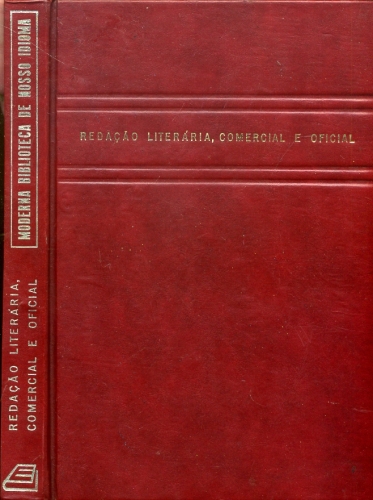 MODERNA BIBLIOTECA DE NOSSO IDIOMA
REDAÇÃO LITERÁRIA,
COMERCIAL E OFICIAL
REDAÇÃO LITERÁRIA, COMERCIAL E OFICIAL